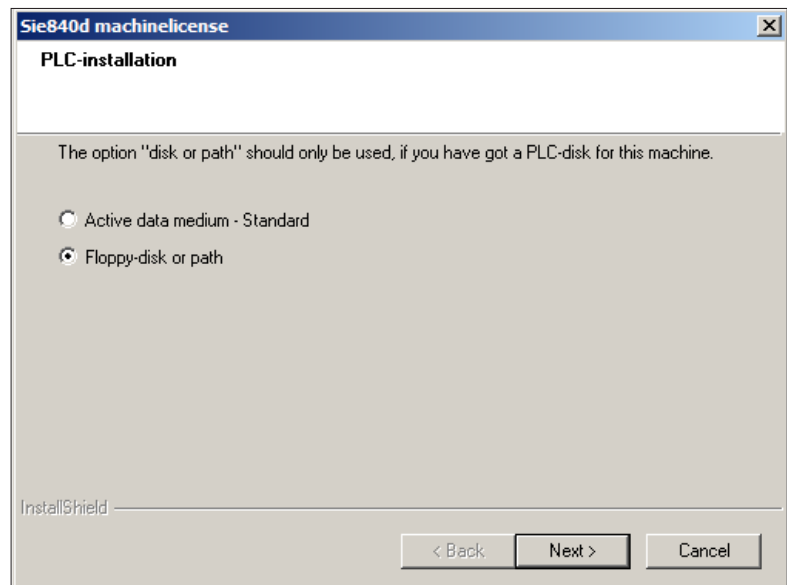 Sie840d machinelicense
PLC-installation
The option "disk or path" should only be used, if you have got a PLC-disk for this machine.
Active data medium - Standard
Floppy-disk or path
InstallShield
< Back
Next >
Cancel